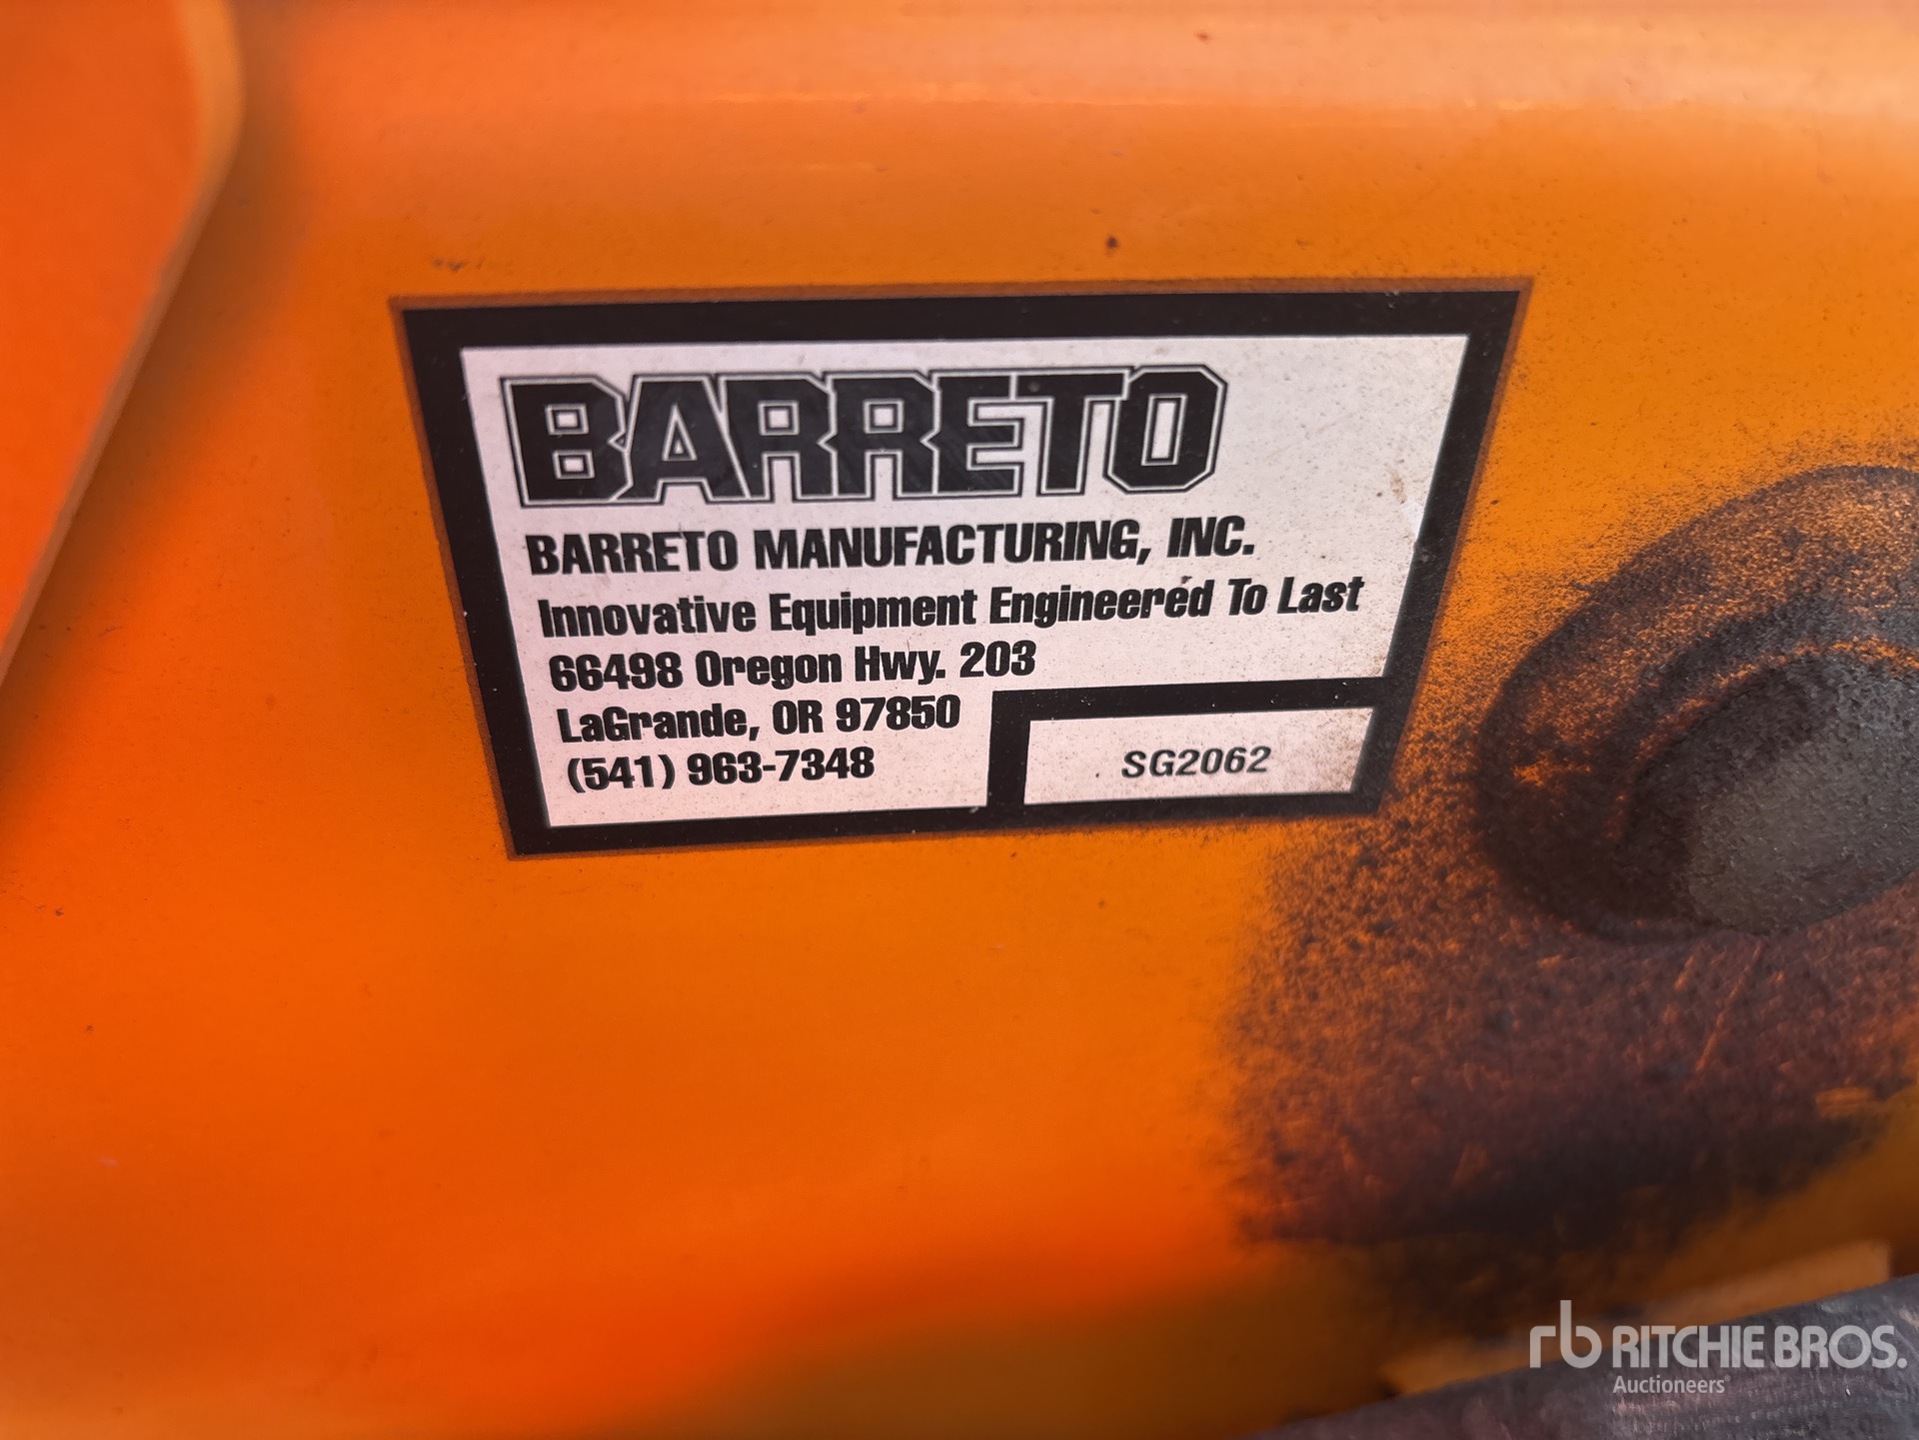 BARRETO
BARRETO MANUFACTURING, INC.
Innovative Equipment Engineered To Last
66498 Oregon Hwy. 203
LaGrande, OR 97850
(541) 963-7348
SG2062
rb RITCHIE BROS.
Auctioneers